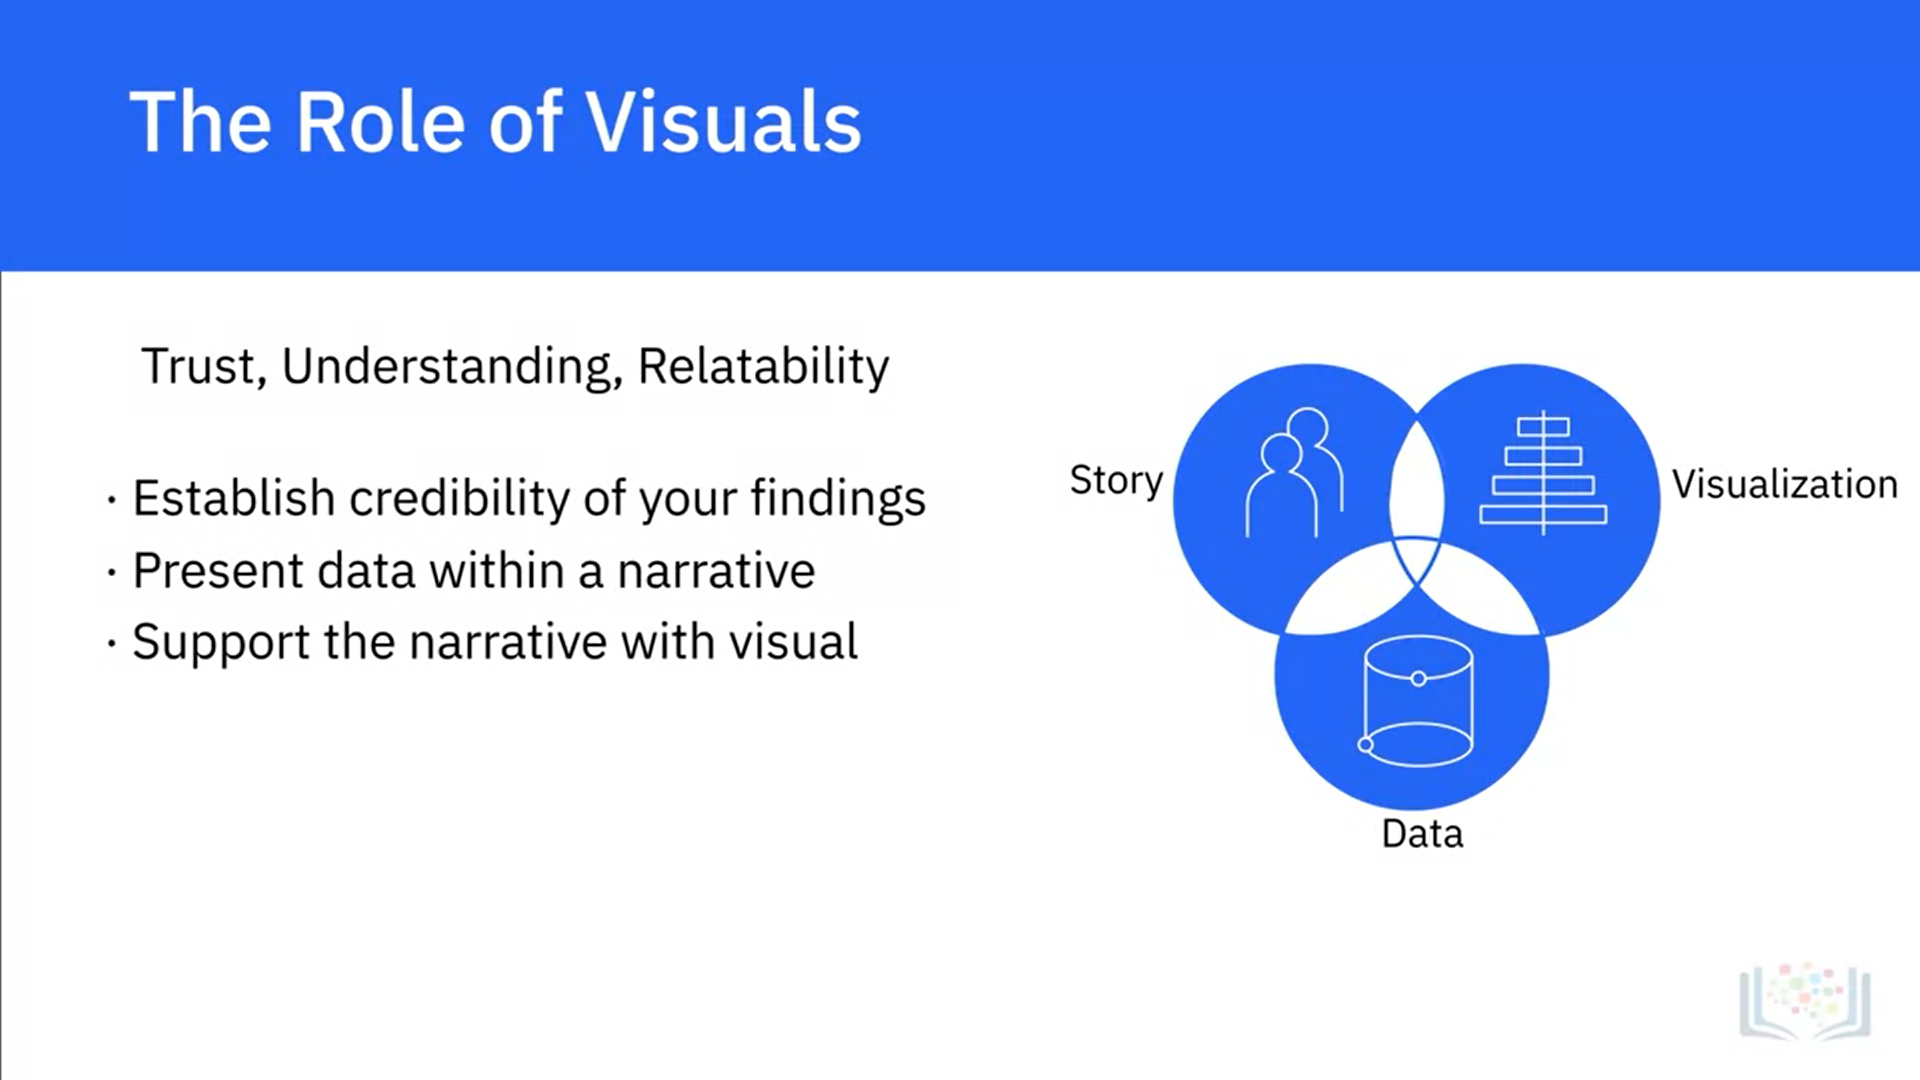 The Role of Visuals
Trust, Understanding, Relatability
· Establish credibility of your findings
· Present data within a narrative
· Support the narrative with visual
Story
Visualization
Data